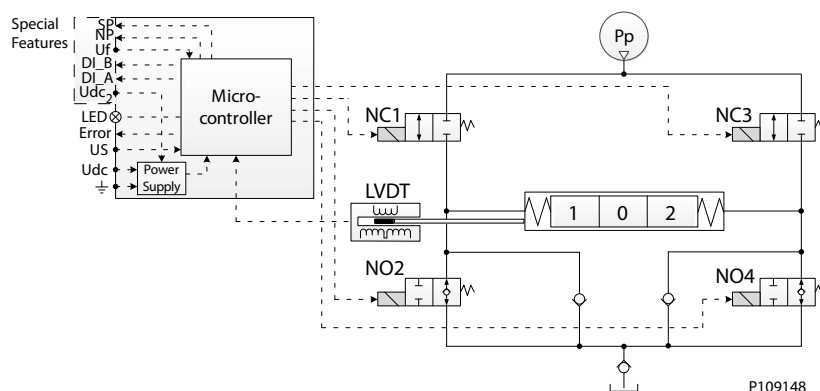 Special
Features
SP
NP
Uf
DI_B
DI_A
Udc2
LED
Error
US
Udc
Micro-
controller
Power
Supply
Pp
NC1
NC3
LVDT
1 0 2
NO2
NO4
P109148